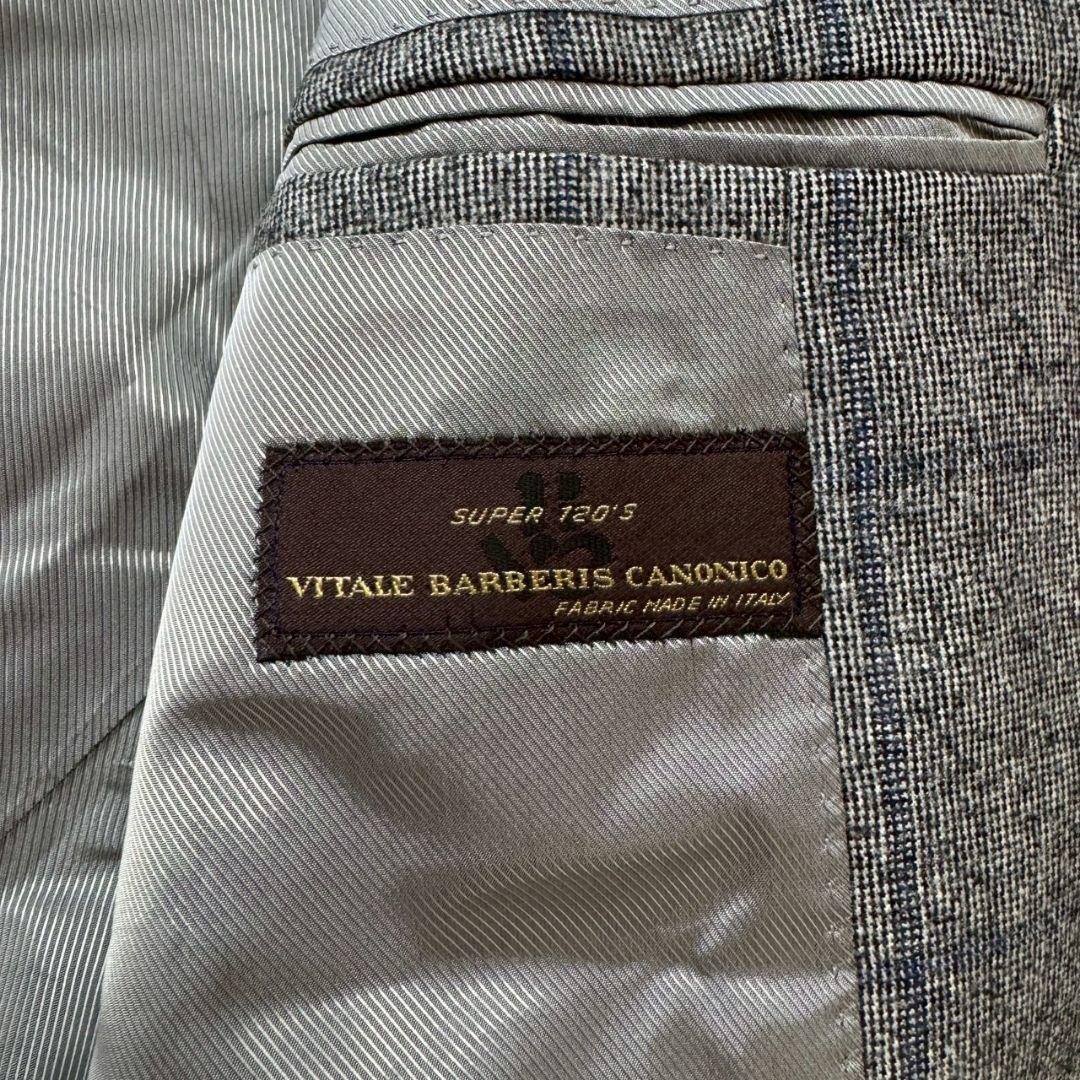 SUPER 120'S
VITALE BARBERIS CANONICO
FABRIC MADE IN ITALY